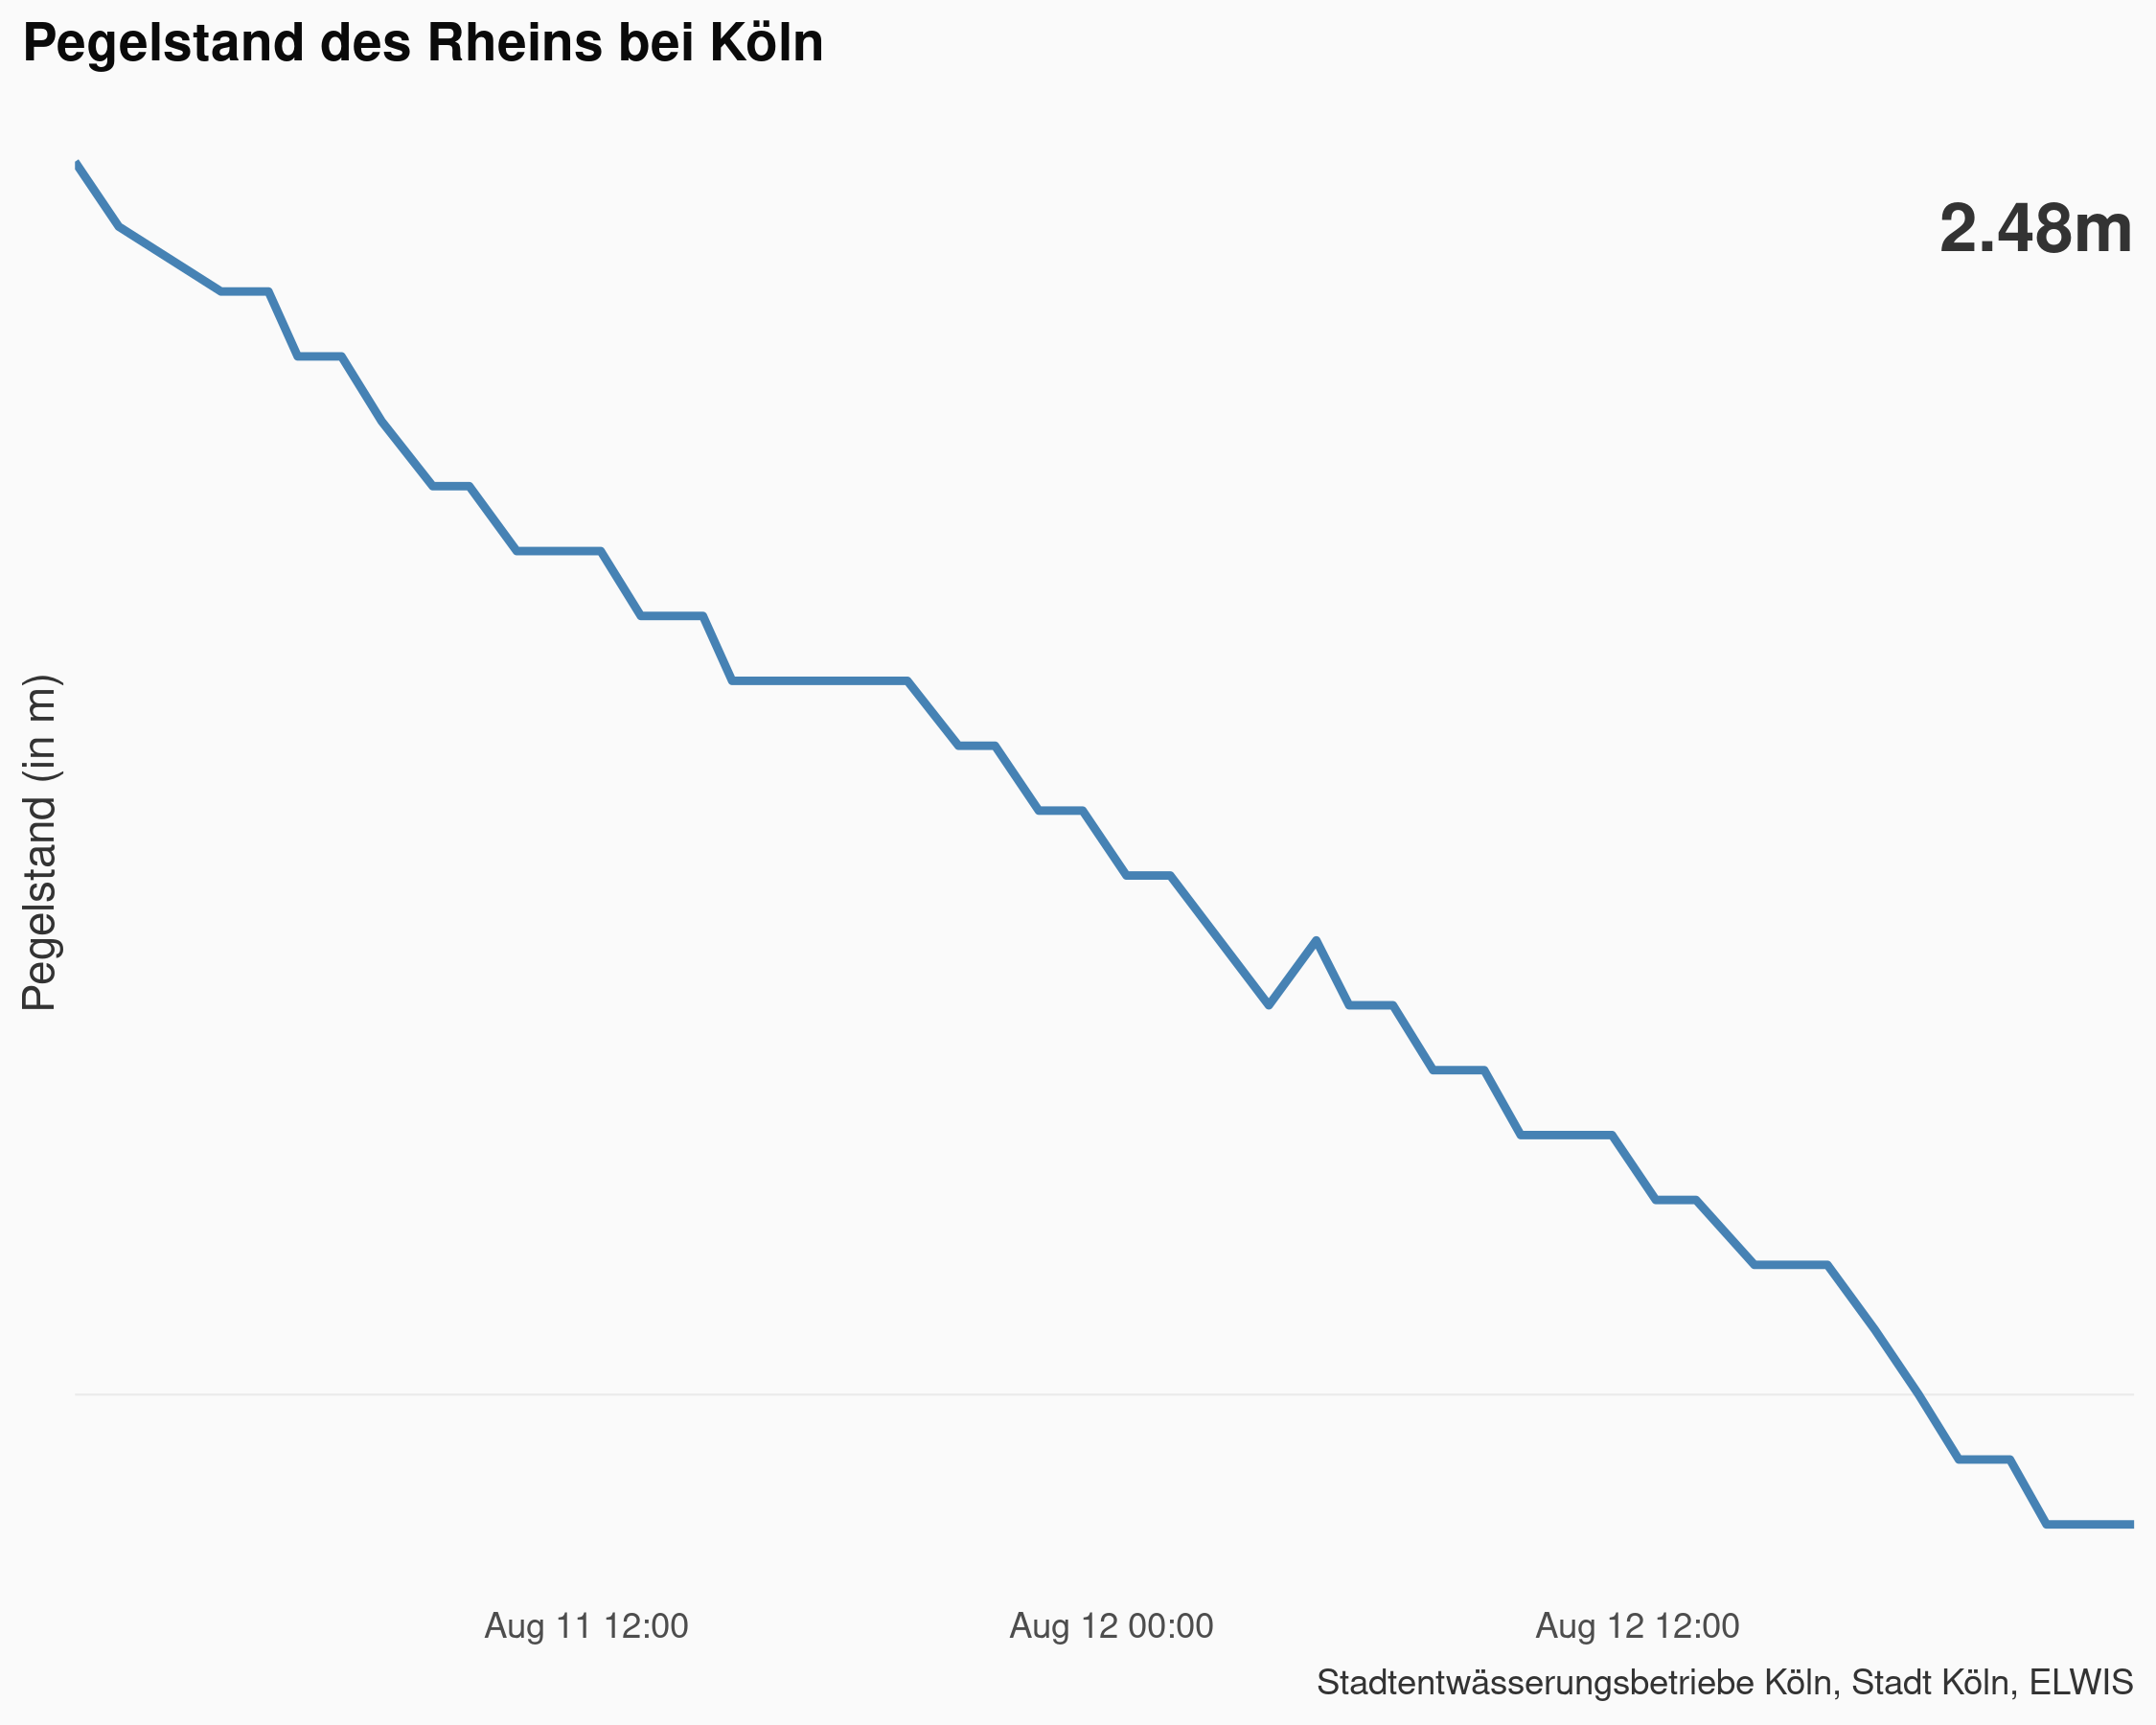 Pegelstand des Rheins bei Köln
2.48m
Pegelstand (in m)
Aug 11 12:00
Aug 12 00:00
Aug 12 12:00
Stadtentwässerungsbetriebe Köln, Stadt Köln, ELWIS